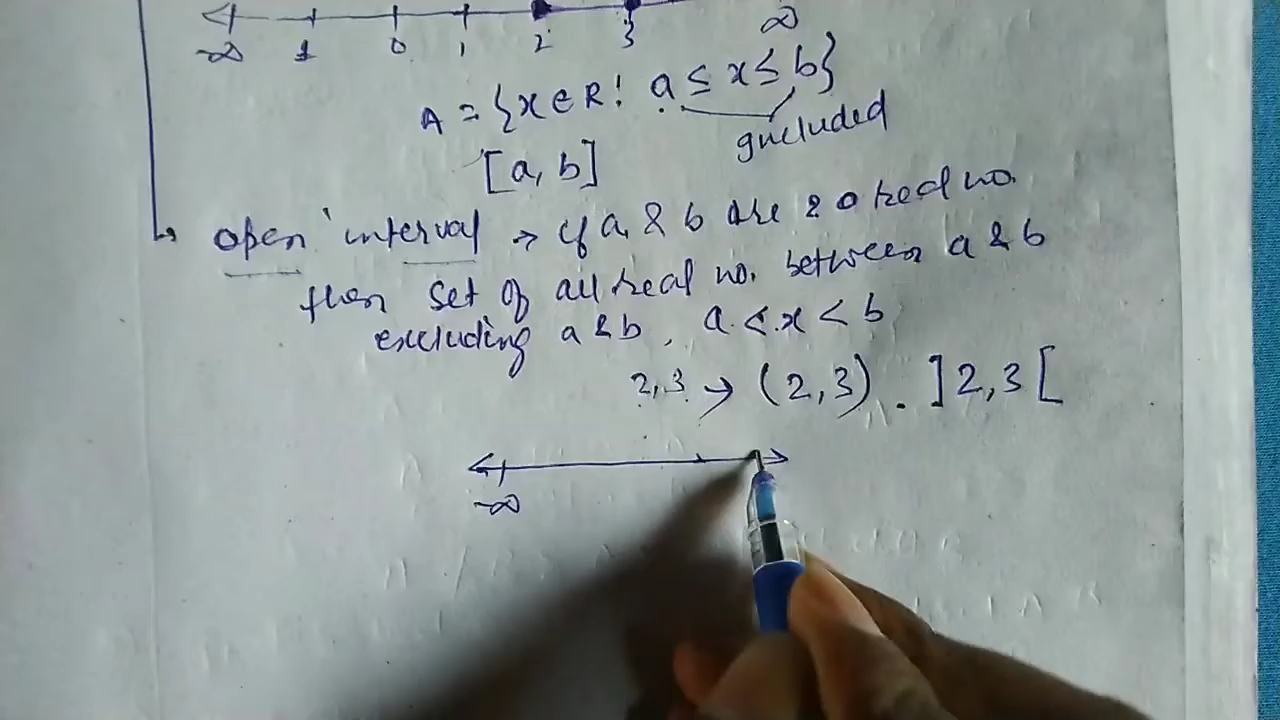 -∞ 1 0 1 2 3 ∞
A = {x ∈ R ! a ≤ x ≤ b}
included
[a, b]
open interval → if a & b are 2 real no.
then set of all real no. between a & b
excluding a & b, a < x < b
2,3 → (2,3) . ]2,3[
-∞